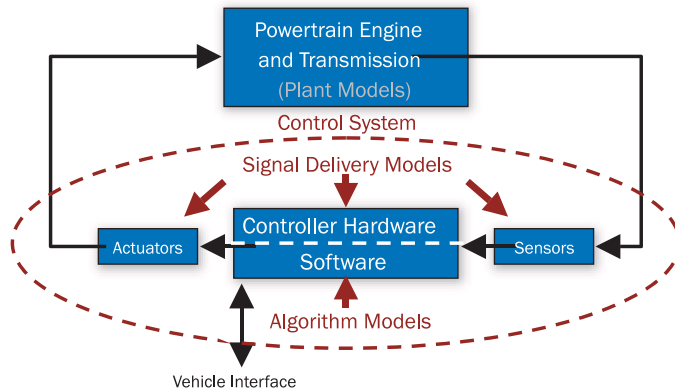 Powertrain Engine
and Transmission
(Plant Models)
Control System
Signal Delivery Models
Controller Hardware
Actuators
Sensors
Software
Algorithm Models
Vehicle Interface